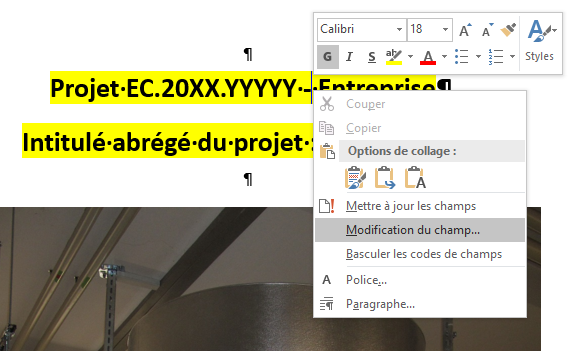 Calibri 18 A A
G I S ab A Styles
¶
Projet·EC.20XX.YYYYY·-·Entreprise¶
Intitulé·abrégé·du·projet·:
¶
Couper
Copier
Options de collage :
A
Mettre à jour les champs
Modification du champ...
Basculer les codes de champs
A Police...
Paragraphe...